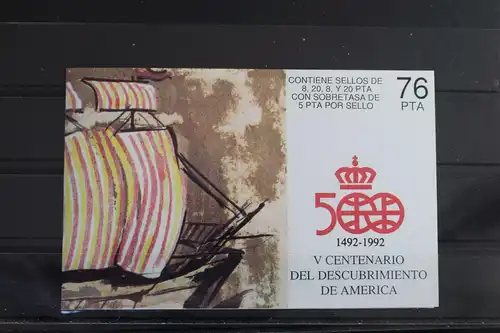 CONTIENE SELLOS DE
8, 20, 8, Y 20 PTA
CON SOBRETASA DE
5 PTA POR SELLO
76
PTA
500
1492-1992
V CENTENARIO
DEL DESCUBRIMIENTO
DE AMERICA